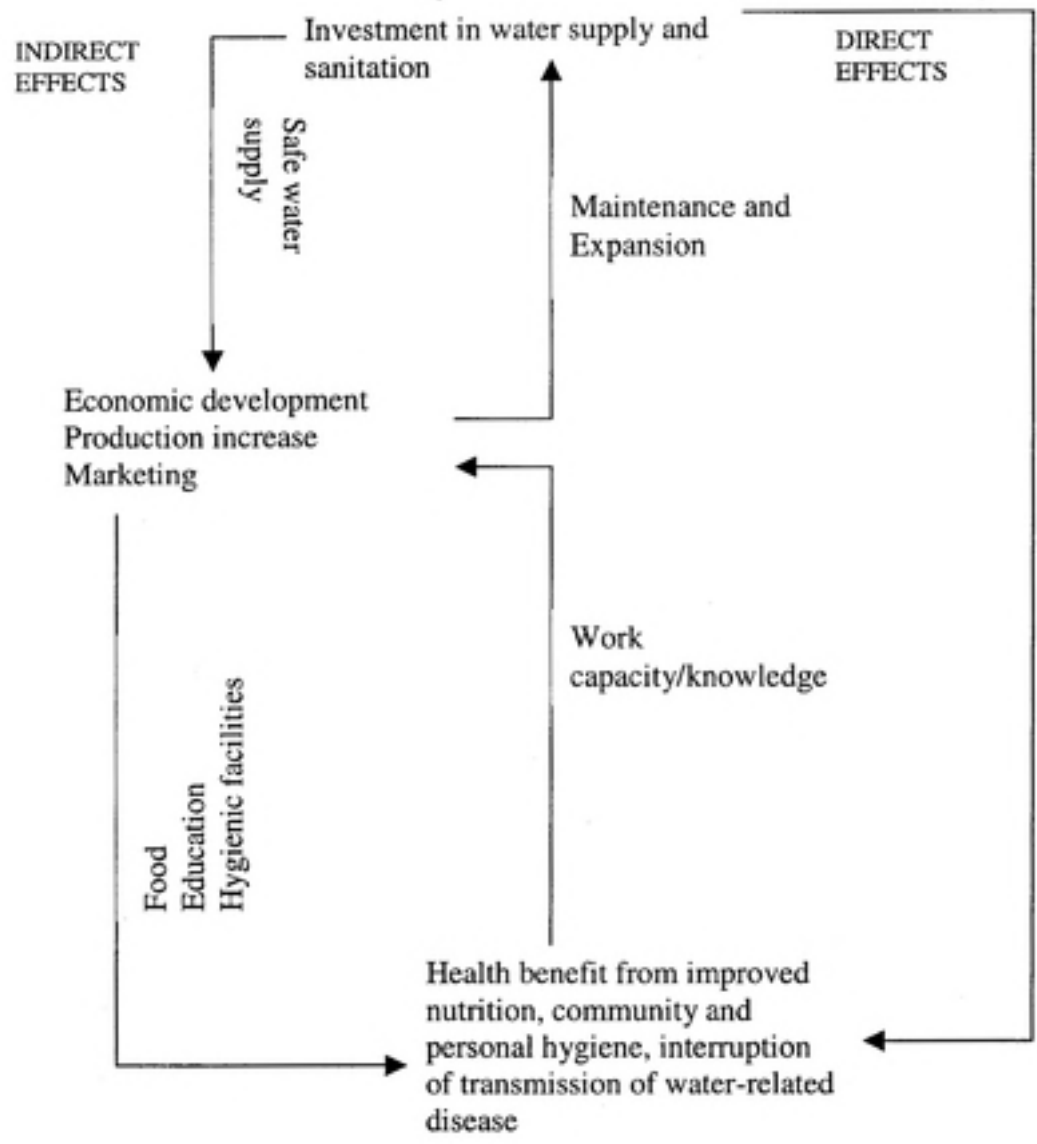 Investment in water supply and
sanitation
INDIRECT
EFFECTS
DIRECT
EFFECTS
Safe water
supply
Maintenance and
Expansion
Economic development
Production increase
Marketing
Work
capacity/knowledge
Food
Education
Hygienic facilities
Health benefit from improved
nutrition, community and
personal hygiene, interruption
of transmission of water-related
disease